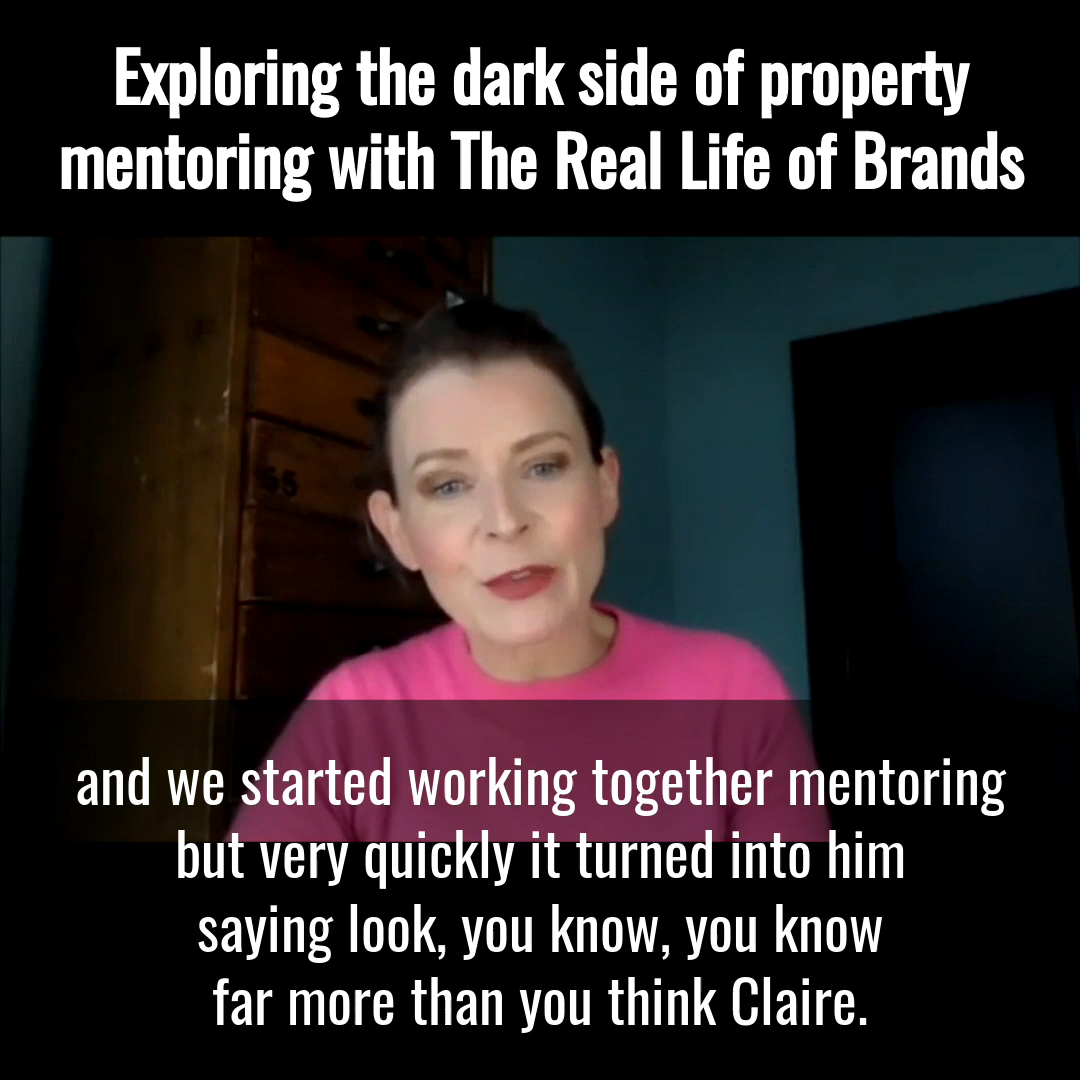 Exploring the dark side of property
mentoring with The Real Life of Brands
55
and we started working together mentoring
but very quickly it turned into him
saying look, you know, you know
far more than you think Claire.